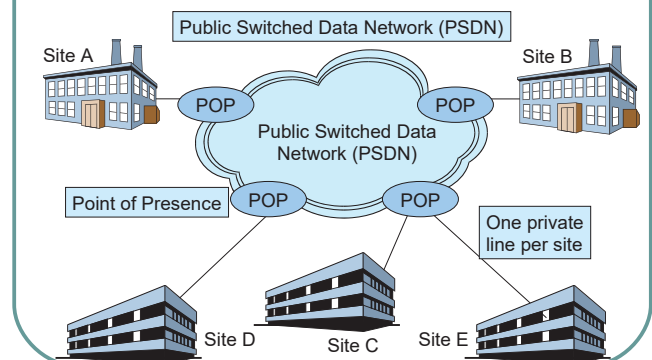 Public Switched Data Network (PSDN)
Site A
Site B
POP
POP
Public Switched Data
Network (PSDN)
Point of Presence
POP
POP
One private
line per site
Site D
Site C
Site E